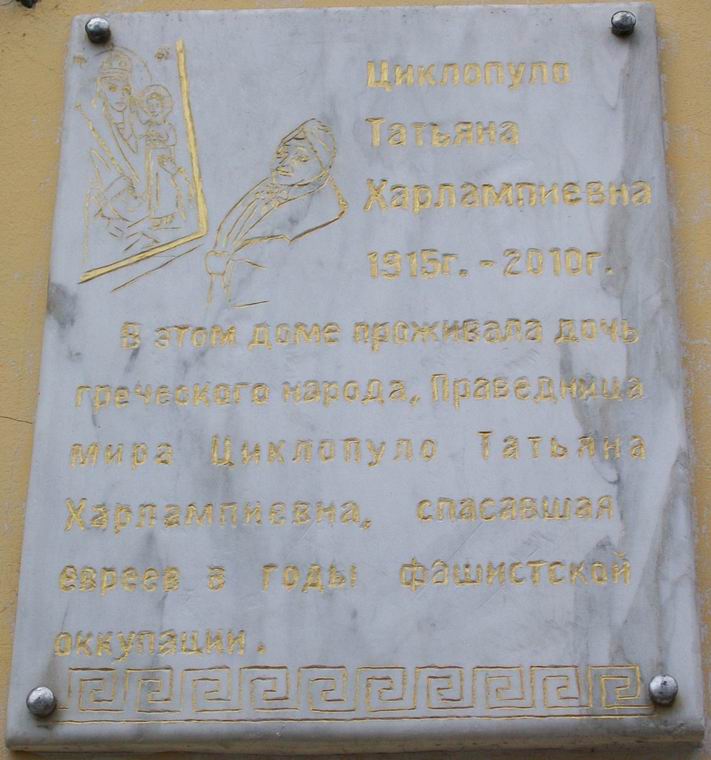 Циклопуло
Татьяна
Харлампиевна
1915г. - 2010г.
В этом доме проживала дочь
греческого народа, Праведница
мира Циклопуло Татьяна
Харлампиевна, спасавшая
евреев в годы фашистской
оккупации.